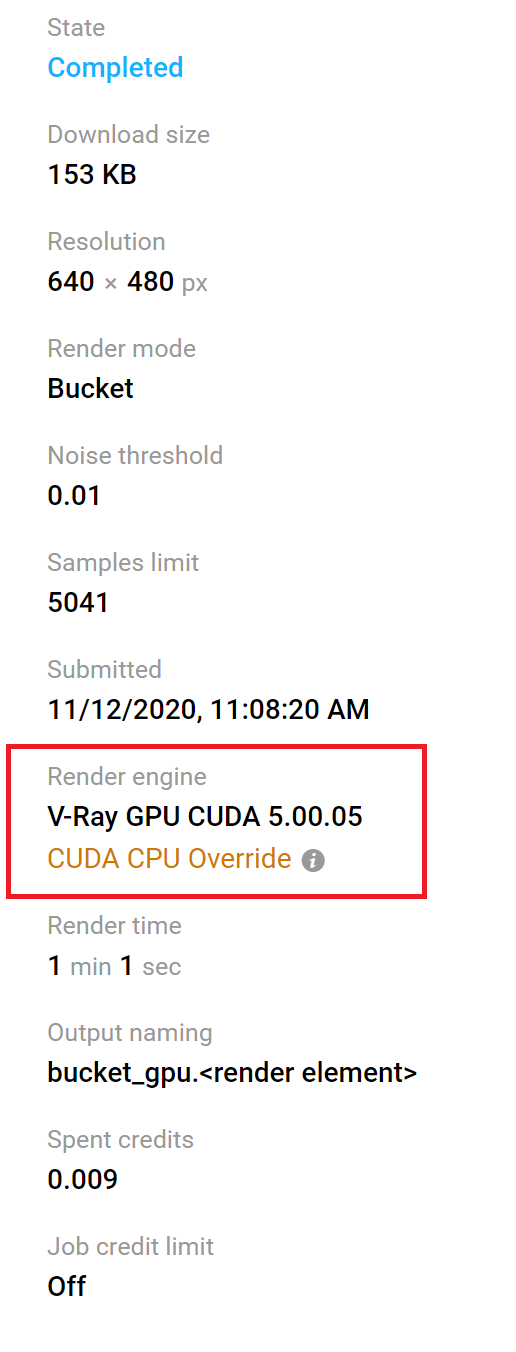 State
Completed
Download size
153 KB
Resolution
640 × 480 px
Render mode
Bucket
Noise threshold
0.01
Samples limit
5041
Submitted
11/12/2020, 11:08:20 AM
Render engine
V-Ray GPU CUDA 5.00.05
CUDA CPU Override i
Render time
1 min 1 sec
Output naming
bucket_gpu.<render element>
Spent credits
0.009
Job credit limit
Off